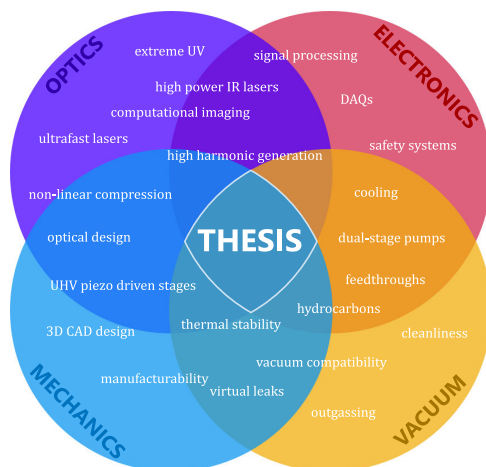 OPTICS
ELECTRONICS
extreme UV
signal processing
high power IR lasers
DAQs
computational imaging
ultrafast lasers
safety systems
high harmonic generation
non-linear compression
cooling
optical design
THESIS
dual-stage pumps
feedthroughs
UHV piezo driven stages
hydrocarbons
thermal stability
3D CAD design
cleanliness
vacuum compatibility
manufacturability
virtual leaks
outgassing
MECHANICS
VACUUM